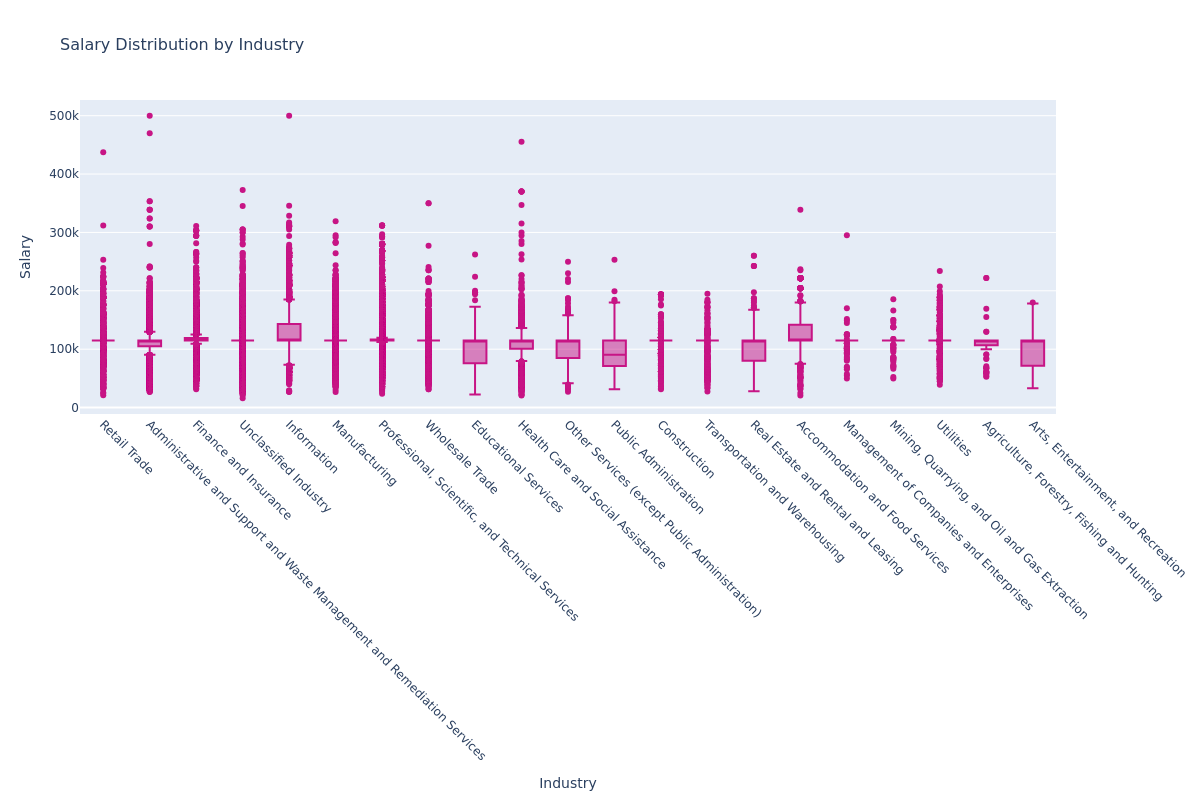 Salary Distribution by Industry
500k
400k
300k
200k
100k
0
Salary
Retail Trade
Administrative and Support and Waste Management and Remediation Services
Finance and Insurance
Unclassified Industry
Information
Manufacturing
Professional, Scientific, and Technical Services
Wholesale Trade
Educational Services
Health Care and Social Assistance
Other Services (except Public Administration)
Public Administration
Construction
Transportation and Warehousing
Real Estate and Rental and Leasing
Accommodation and Food Services
Management of Companies and Enterprises
Mining, Quarrying, and Oil and Gas Extraction
Utilities
Agriculture, Forestry, Fishing and Hunting
Arts, Entertainment, and Recreation
Industry